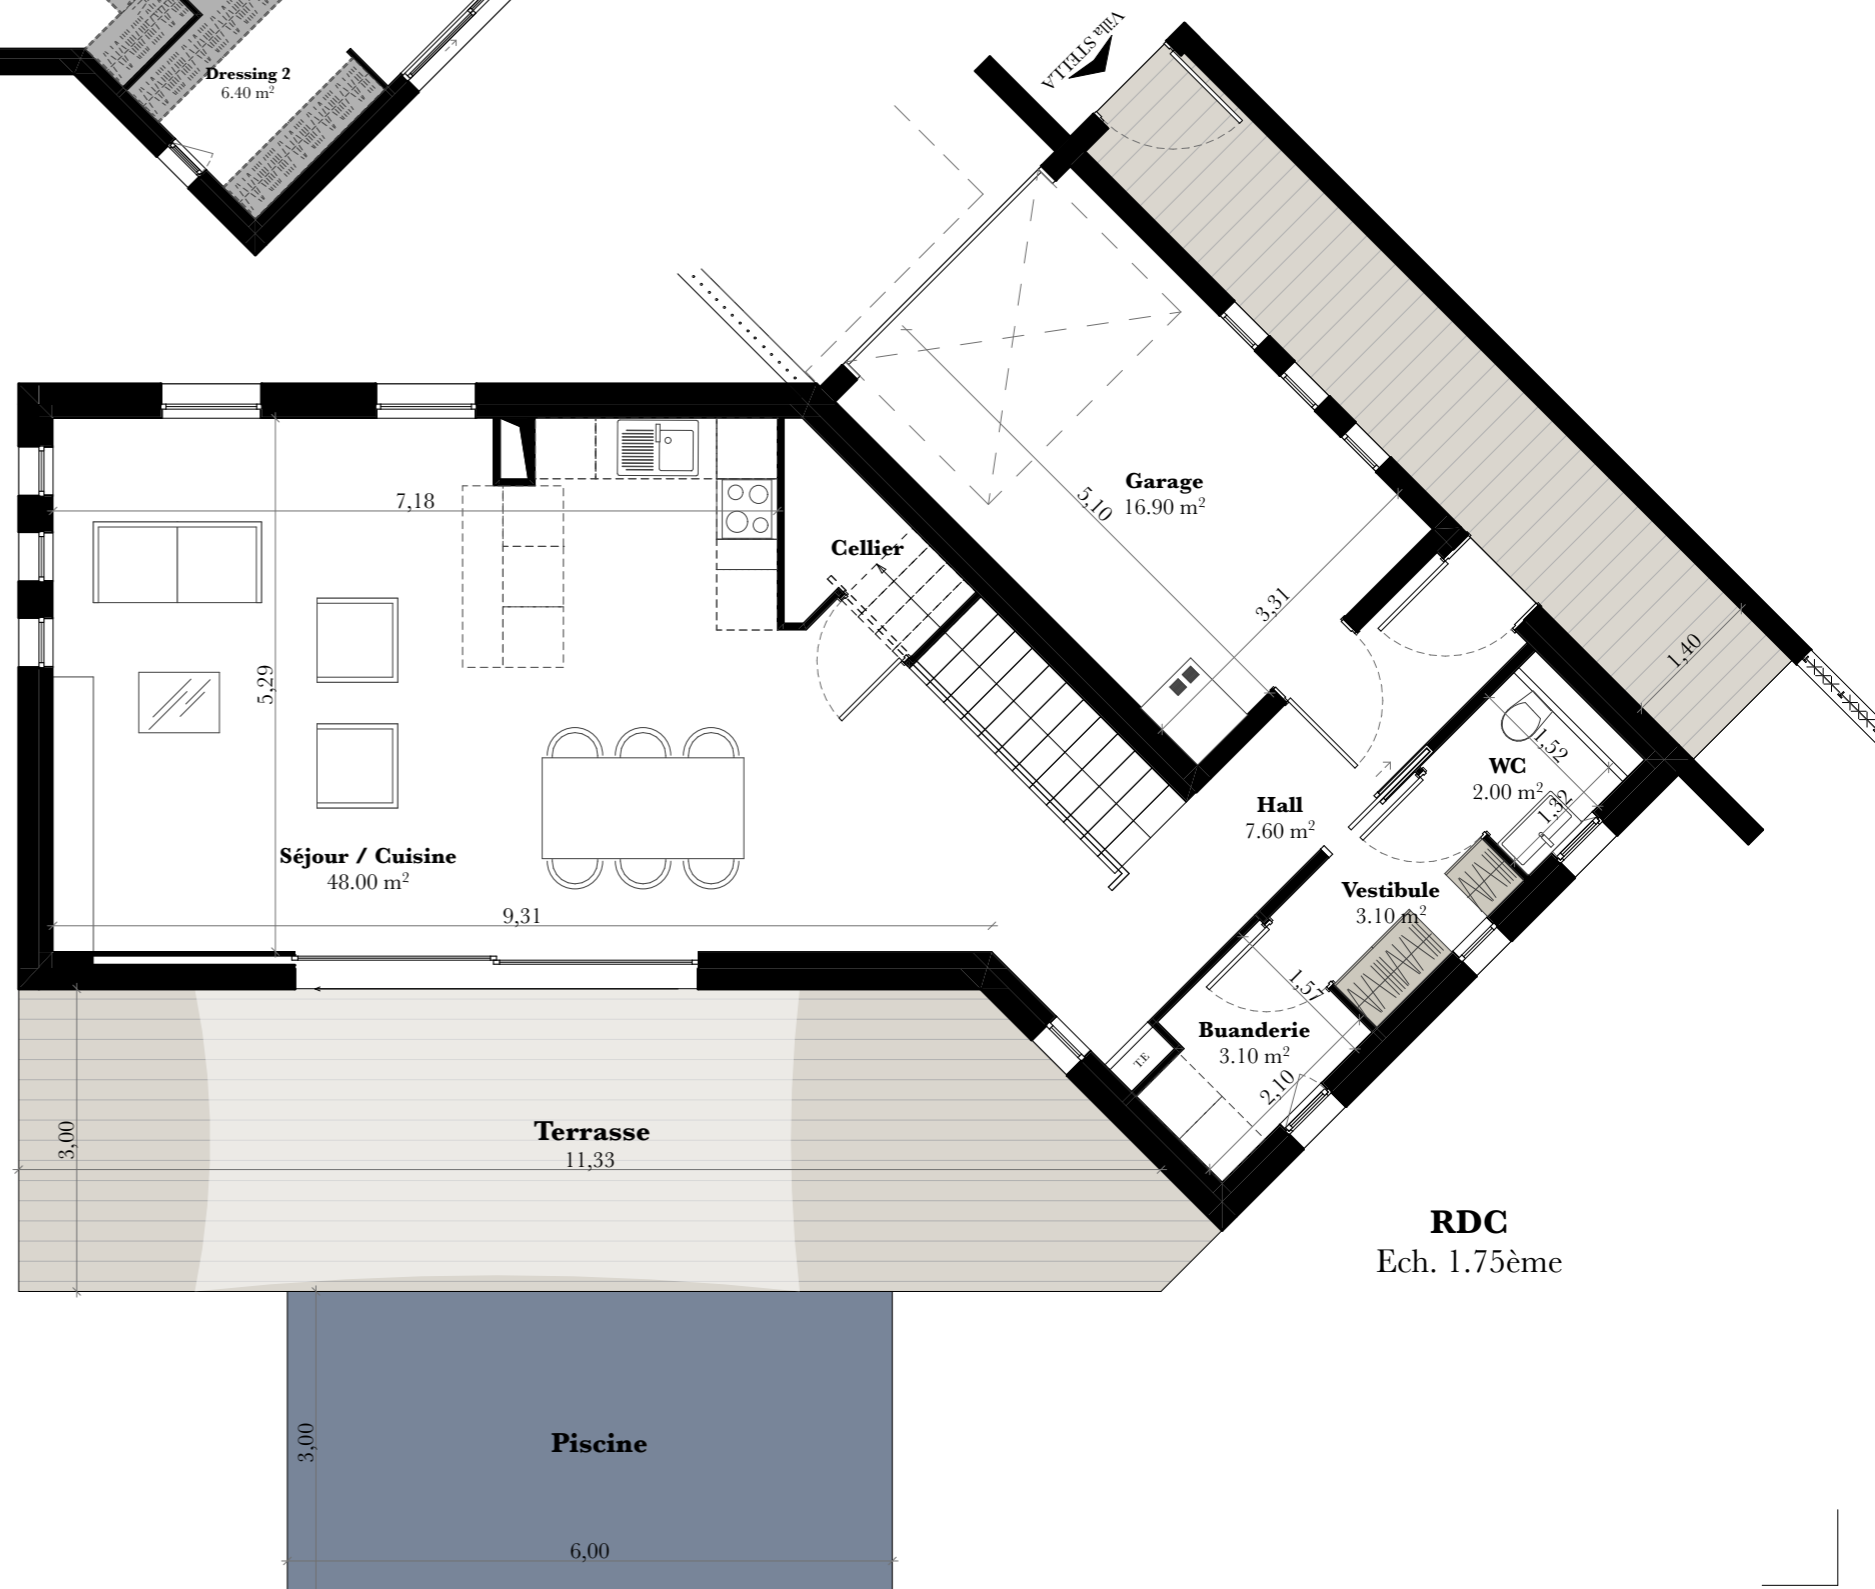 Dressing 2
6.40 m²
Villa STELLA
Garage
16.90 m²
5,10
3,31
7,18
Cellier
5,29
1,40
1,52
WC
2.00 m²
1,32
Hall
7.60 m²
Séjour / Cuisine
48.00 m²
Vestibule
3.10 m²
9,31
1,57
Buanderie
3.10 m²
T.E
2,10
Terrasse
11,33
3,00
RDC
Ech. 1.75ème
Piscine
3,00
6,00